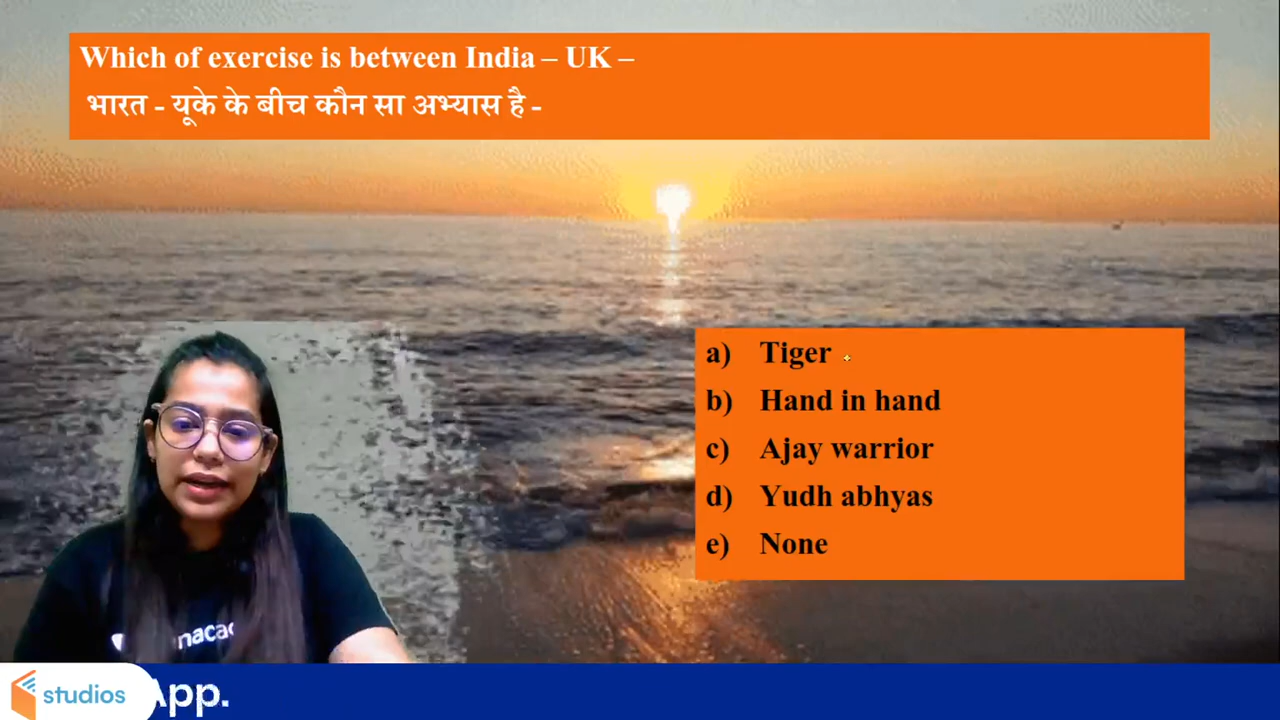 Which of exercise is between India – UK –
भारत - यूके के बीच कौन सा अभ्यास है -
a) Tiger
b) Hand in hand
c) Ajay warrior
d) Yudh abhyas
e) None
nacac
studios
App.